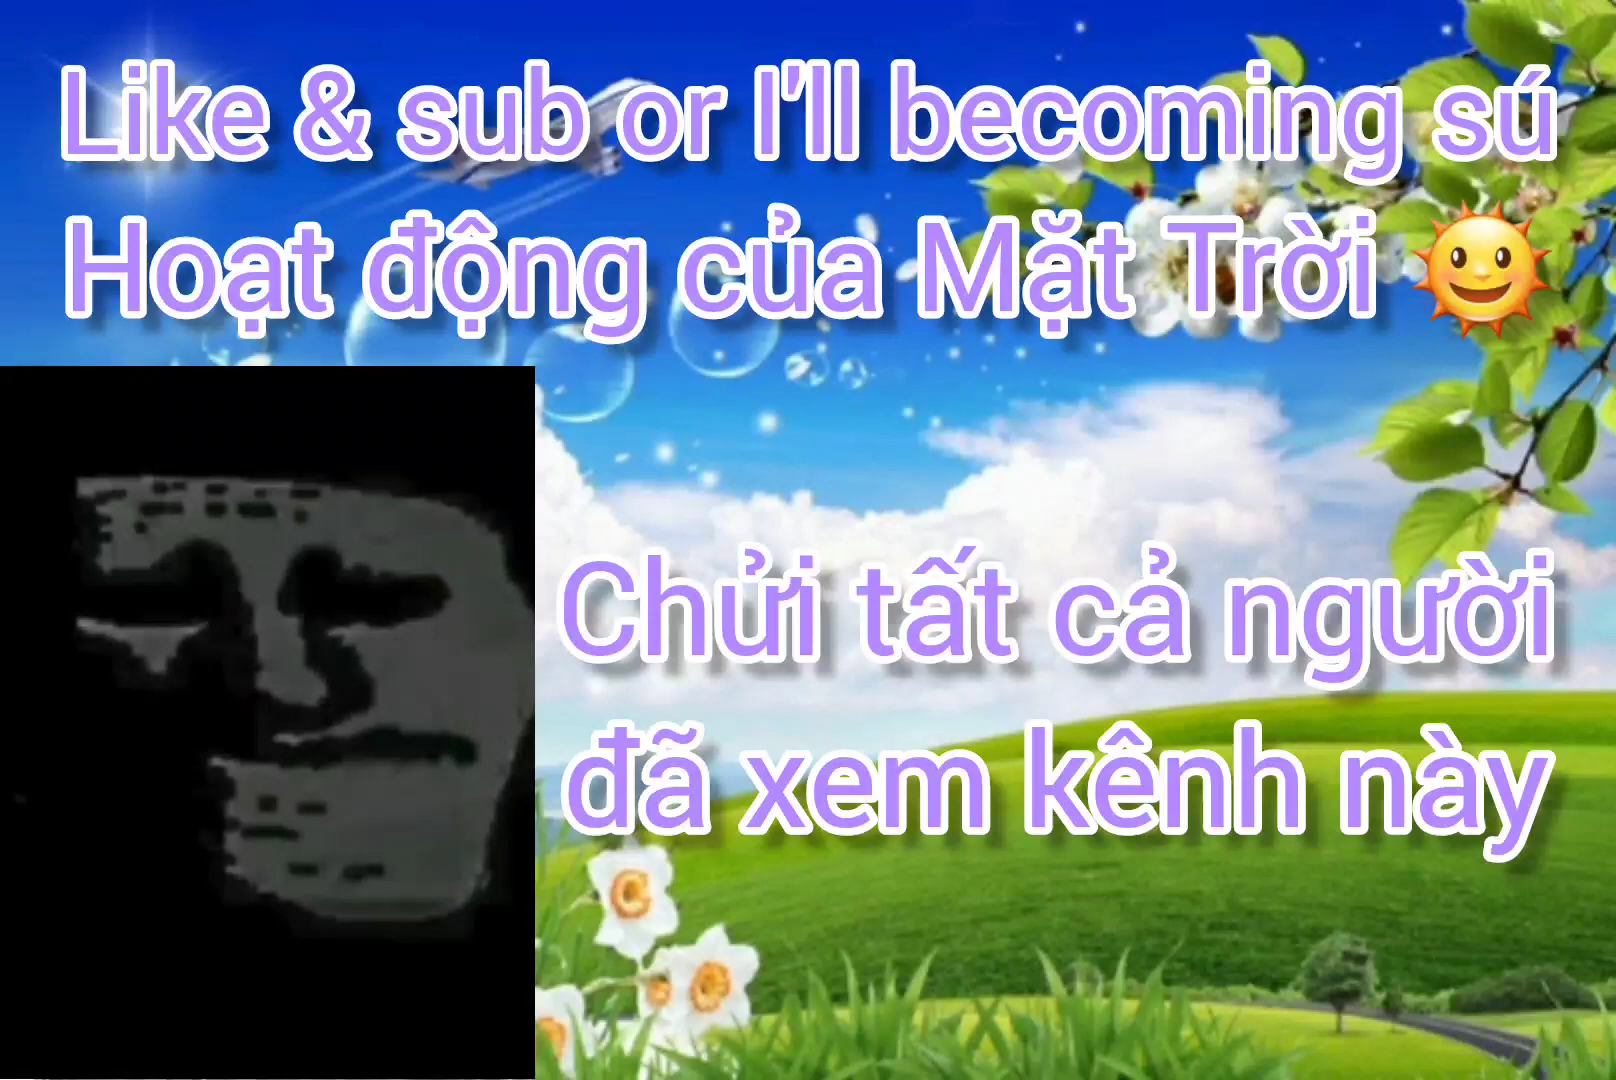 Like & sub or I'll becoming sú
Hoạt động của Mặt Trời 🌞
Chửi tất cả người
đã xem kênh này